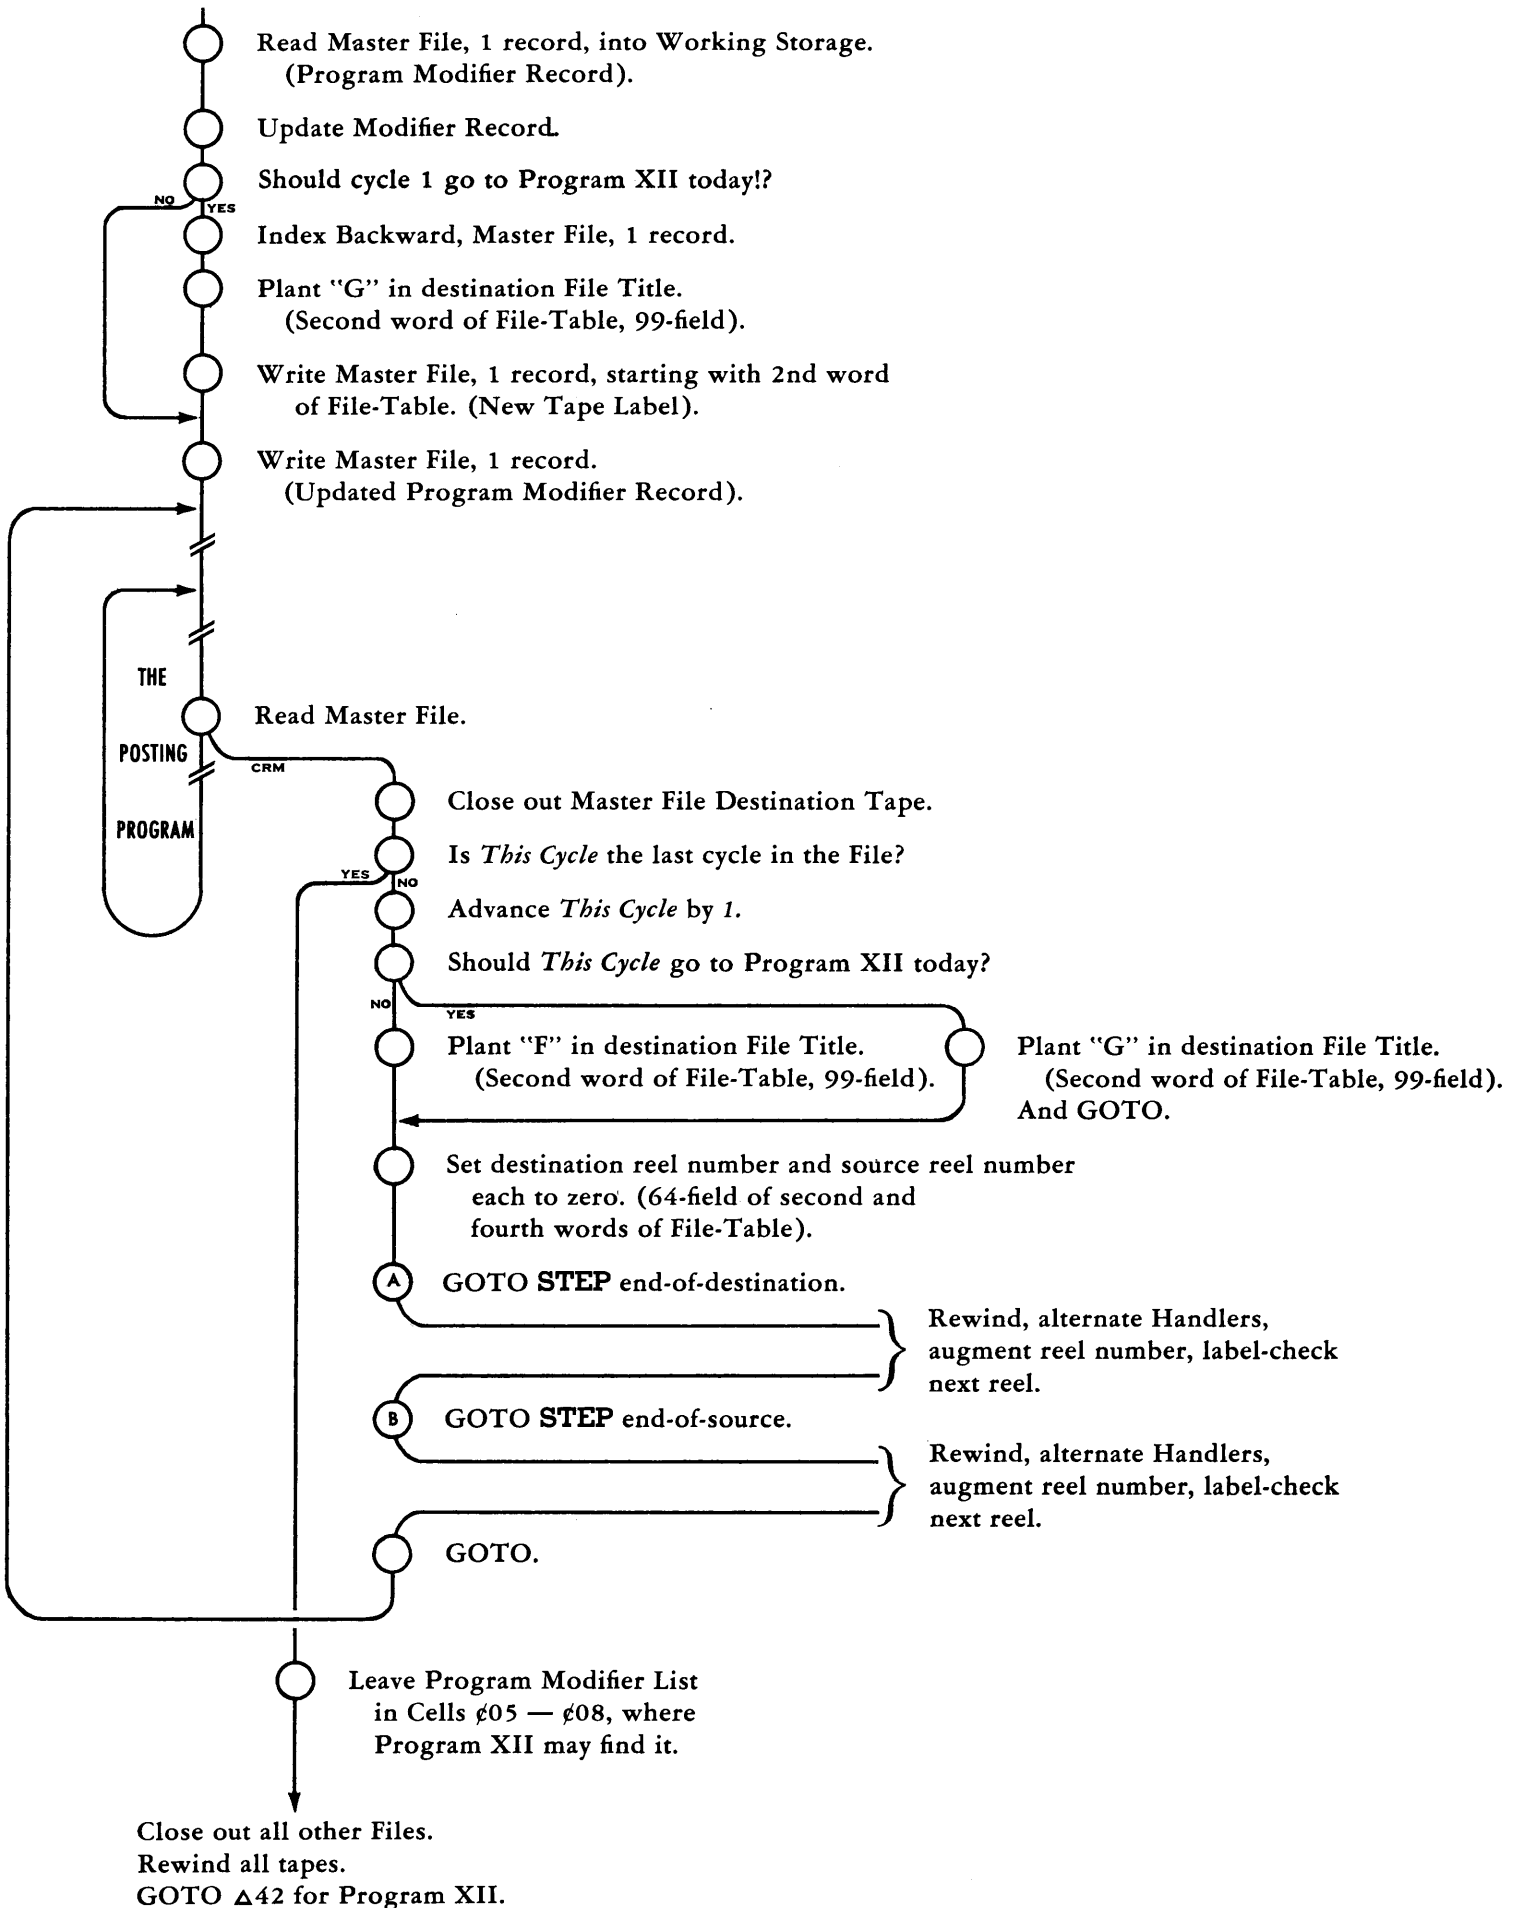 Read Master File, 1 record, into Working Storage.
(Program Modifier Record).
Update Modifier Record.
Should cycle 1 go to Program XII today!?
NO
YES
Index Backward, Master File, 1 record.
Plant "G" in destination File Title.
(Second word of File-Table, 99-field).
Write Master File, 1 record, starting with 2nd word
of File-Table. (New Tape Label).
Write Master File, 1 record.
(Updated Program Modifier Record).
THE
POSTING
PROGRAM
Read Master File.
CRM
Close out Master File Destination Tape.
Is This Cycle the last cycle in the File?
YES
NO
Advance This Cycle by 1.
Should This Cycle go to Program XII today?
NO
YES
Plant "F" in destination File Title.
(Second word of File-Table, 99-field).
Plant "G" in destination File Title.
(Second word of File-Table, 99-field).
And GOTO.
Set destination reel number and source reel number
each to zero. (64-field of second and
fourth words of File-Table).
A
GOTO STEP end-of-destination.
Rewind, alternate Handlers,
augment reel number, label-check
next reel.
B
GOTO STEP end-of-source.
Rewind, alternate Handlers,
augment reel number, label-check
next reel.
GOTO.
Leave Program Modifier List
in Cells ¢05 — ¢08, where
Program XII may find it.
Close out all other Files.
Rewind all tapes.
GOTO △42 for Program XII.